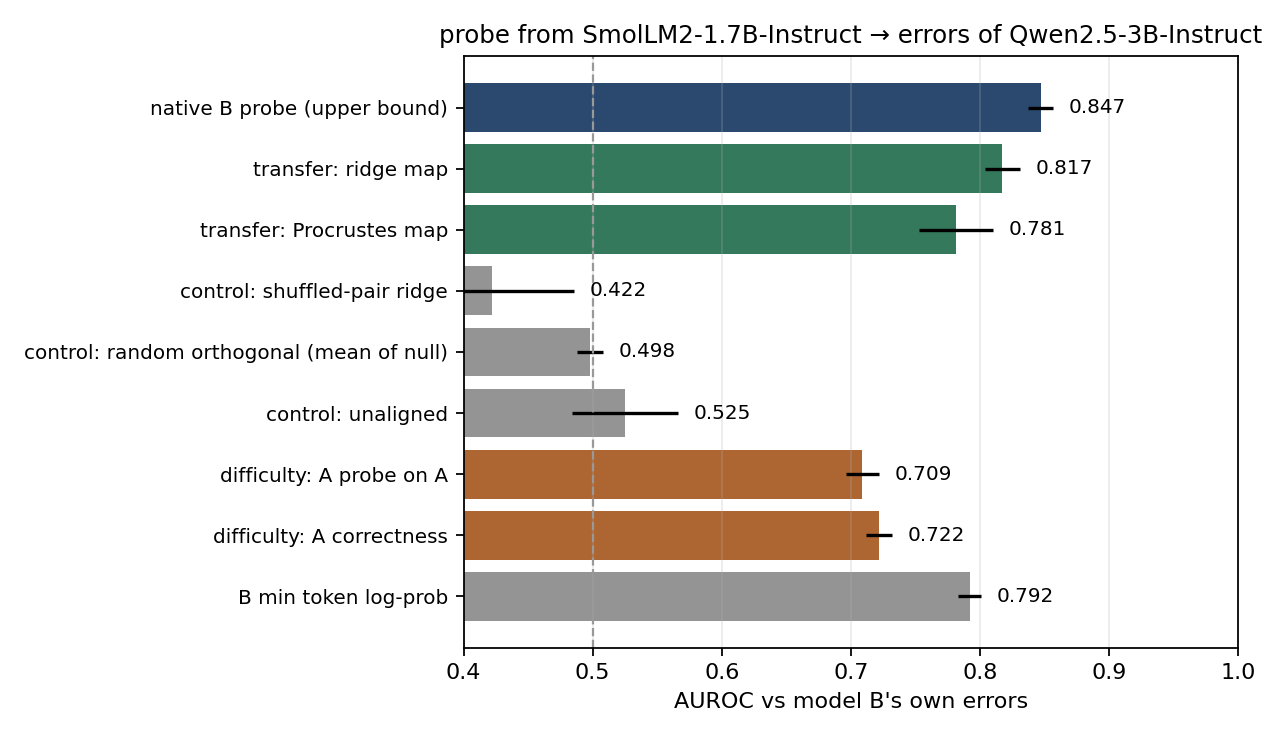 probe from SmolLM2-1.7B-Instruct → errors of Qwen2.5-3B-Instruct
native B probe (upper bound) 0.847
transfer: ridge map 0.817
transfer: Procrustes map 0.781
control: shuffled-pair ridge 0.422
control: random orthogonal (mean of null) 0.498
control: unaligned 0.525
difficulty: A probe on A 0.709
difficulty: A correctness 0.722
B min token log-prob 0.792
0.4 0.5 0.6 0.7 0.8 0.9 1.0
AUROC vs model B's own errors